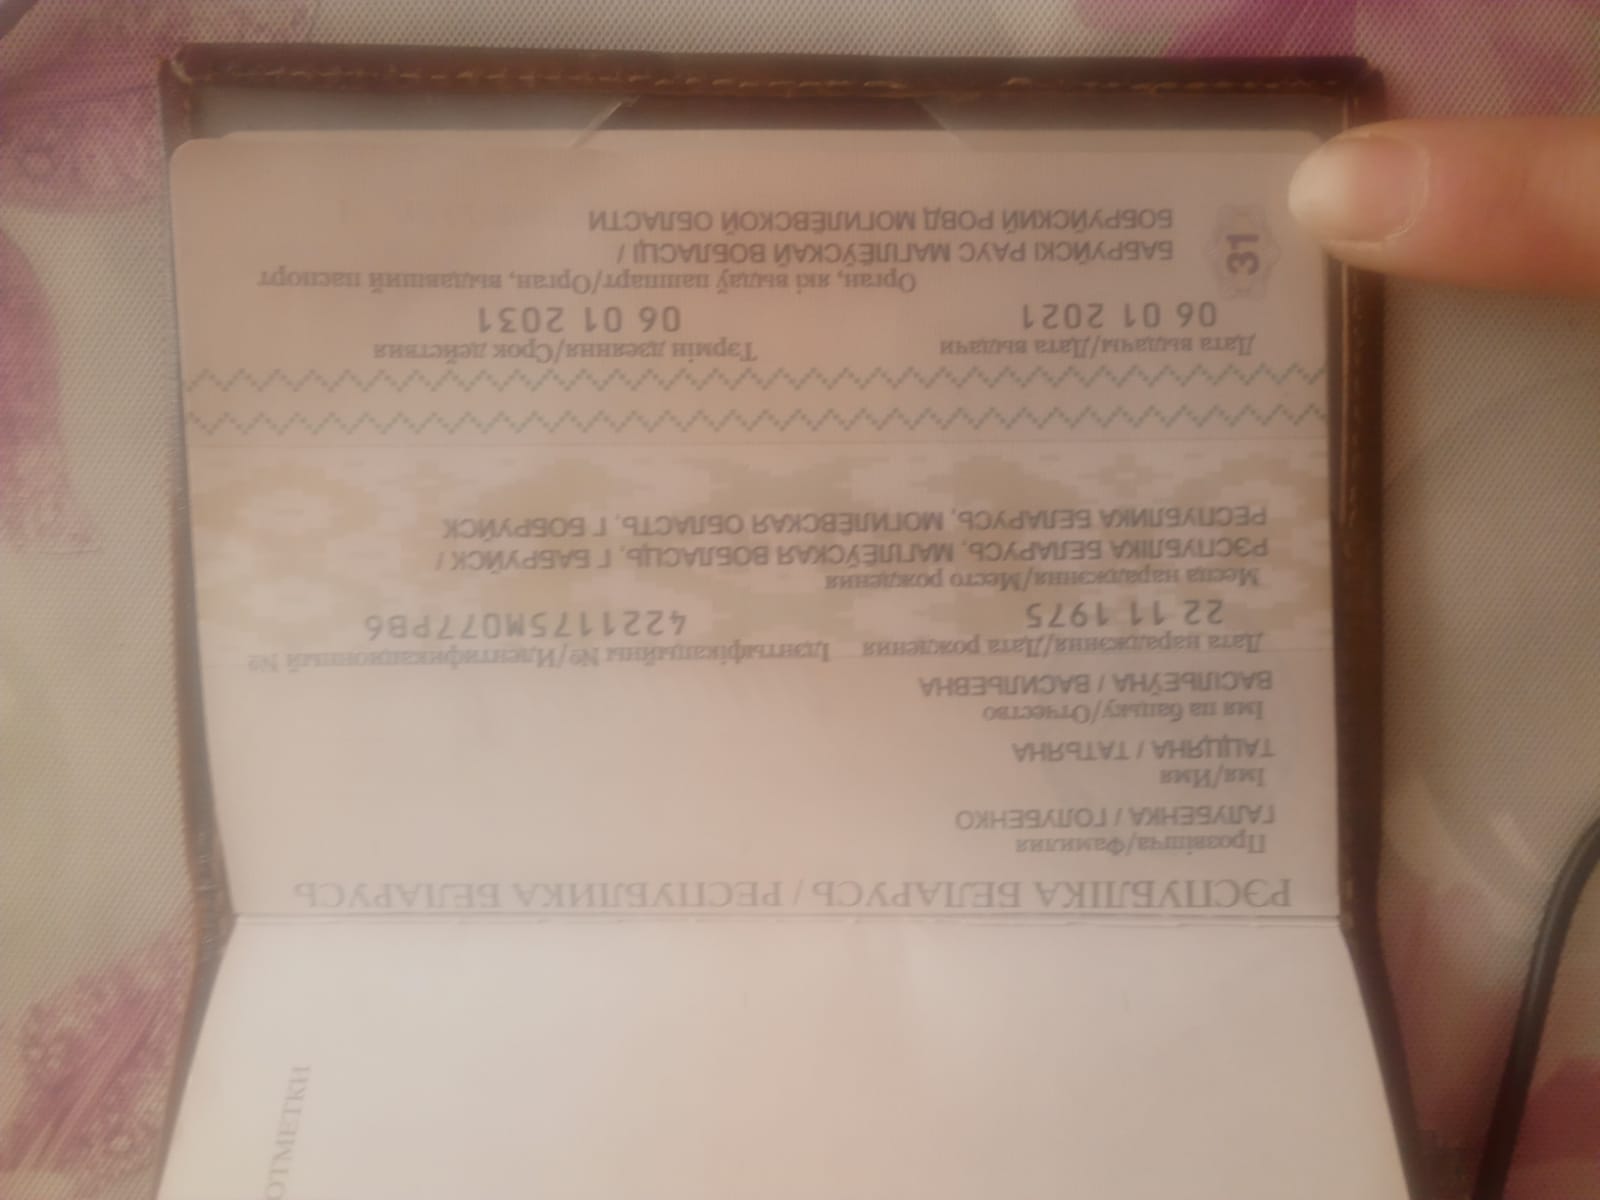 РЭСПУБЛІКА БЕЛАРУСЬ / РЕСПУБЛИКА БЕЛАРУСЬ
Прозвішча/Фамилия
ГАЛУБЕНКА / ГОЛУБЕНКО
Імя/Имя
ТАЦЦЯНА / ТАТЬЯНА
Імя па бацьку/Отчество
ВАСІЛЬЕЎНА / ВАСИЛЬЕВНА
Дата нараджэння/Дата рождения Ідэнтыфікацыйны №/Идентификационный №
22 11 1975 4221175M077PB6
Месца нараджэння/Место рождения
РЭСПУБЛІКА БЕЛАРУСЬ, МАГІЛЕЎСКАЯ ВОБЛАСЦЬ, Г БАБРУЙСК /
РЕСПУБЛИКА БЕЛАРУСЬ, МОГИЛЕВСКАЯ ОБЛАСТЬ, Г БОБРУЙСК
Дата выдачы/Дата выдачи Тэрмін дзеяння/Срок действия
06 01 2021 06 01 2031
Орган, які выдаў пашпарт/Орган, выдавший паспорт
БАБРУЙСКІ РАУС МАГІЛЕЎСКАЙ ВОБЛАСЦІ /
БОБРУЙСКИЙ РОВД МОГИЛЕВСКОЙ ОБЛАСТИ
31
ОТМЕТКИ